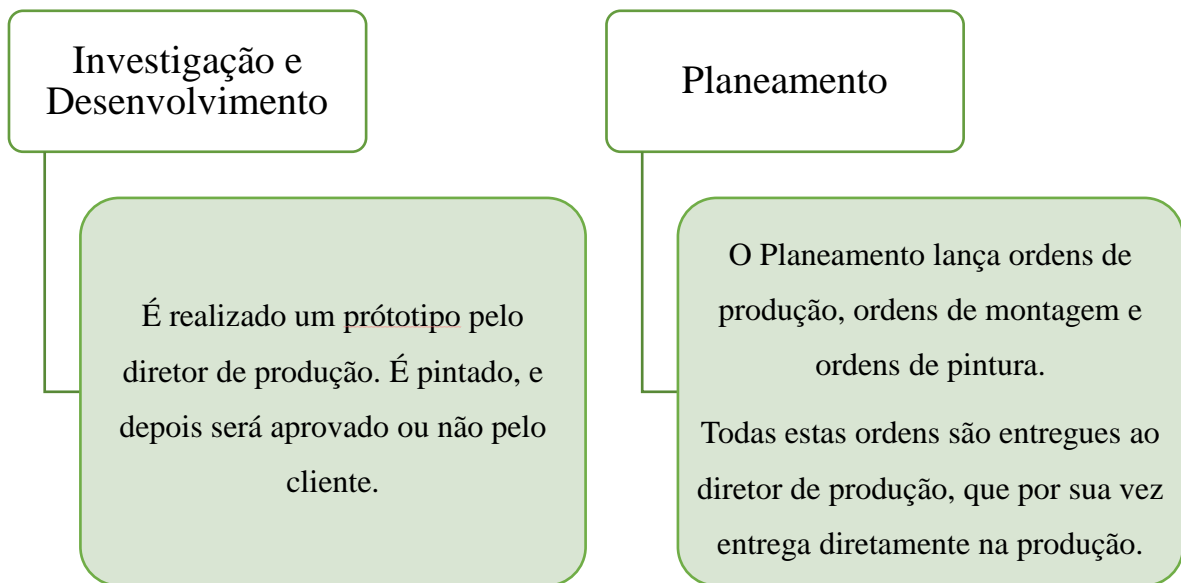 Investigação e
Desenvolvimento
É realizado um prótotipo pelo
diretor de produção. É pintado, e
depois será aprovado ou não pelo
cliente.
Planeamento
O Planeamento lança ordens de
produção, ordens de montagem e
ordens de pintura.
Todas estas ordens são entregues ao
diretor de produção, que por sua vez
entrega diretamente na produção.